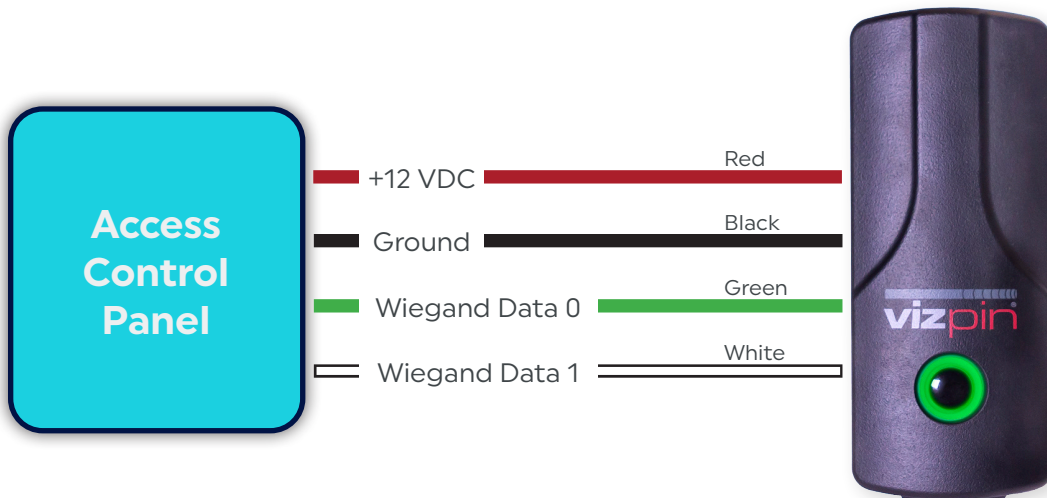 Access
Control
Panel
+12 VDC
Red
Ground
Black
Wiegand Data 0
Green
Wiegand Data 1
White
vizpin